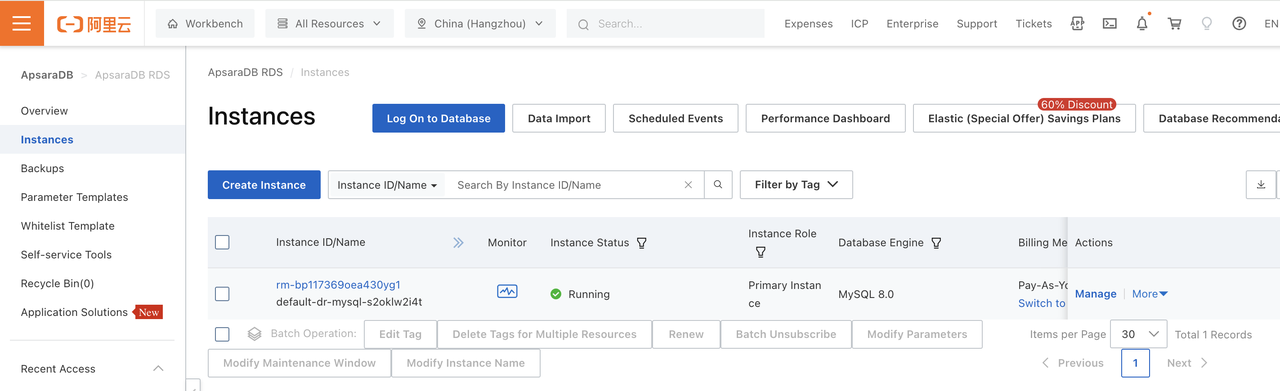 阿里云
Workbench
All Resources
China (Hangzhou)
Search...
Expenses
ICP
Enterprise
Support
Tickets
EN
ApsaraDB > ApsaraDB RDS
Overview
Instances
Backups
Parameter Templates
Whitelist Template
Self-service Tools
Recycle Bin(0)
Application Solutions New
Recent Access
ApsaraDB RDS / Instances
Instances
Log On to Database
Data Import
Scheduled Events
Performance Dashboard
60% Discount
Elastic (Special Offer) Savings Plans
Database Recommenda
Create Instance
Instance ID/Name
Search By Instance ID/Name
Filter by Tag
Instance ID/Name
Monitor
Instance Status
Instance Role
Database Engine
Billing Me
Actions
rm-bp117369oea430yg1
default-dr-mysql-s2oklw2i4t
Running
Primary Instan
ce
MySQL 8.0
Pay-As-Yo
Switch to
Manage
More
Batch Operation:
Edit Tag
Delete Tags for Multiple Resources
Renew
Batch Unsubscribe
Modify Parameters
Items per Page
30
Total 1 Records
Modify Maintenance Window
Modify Instance Name
Previous
1
Next